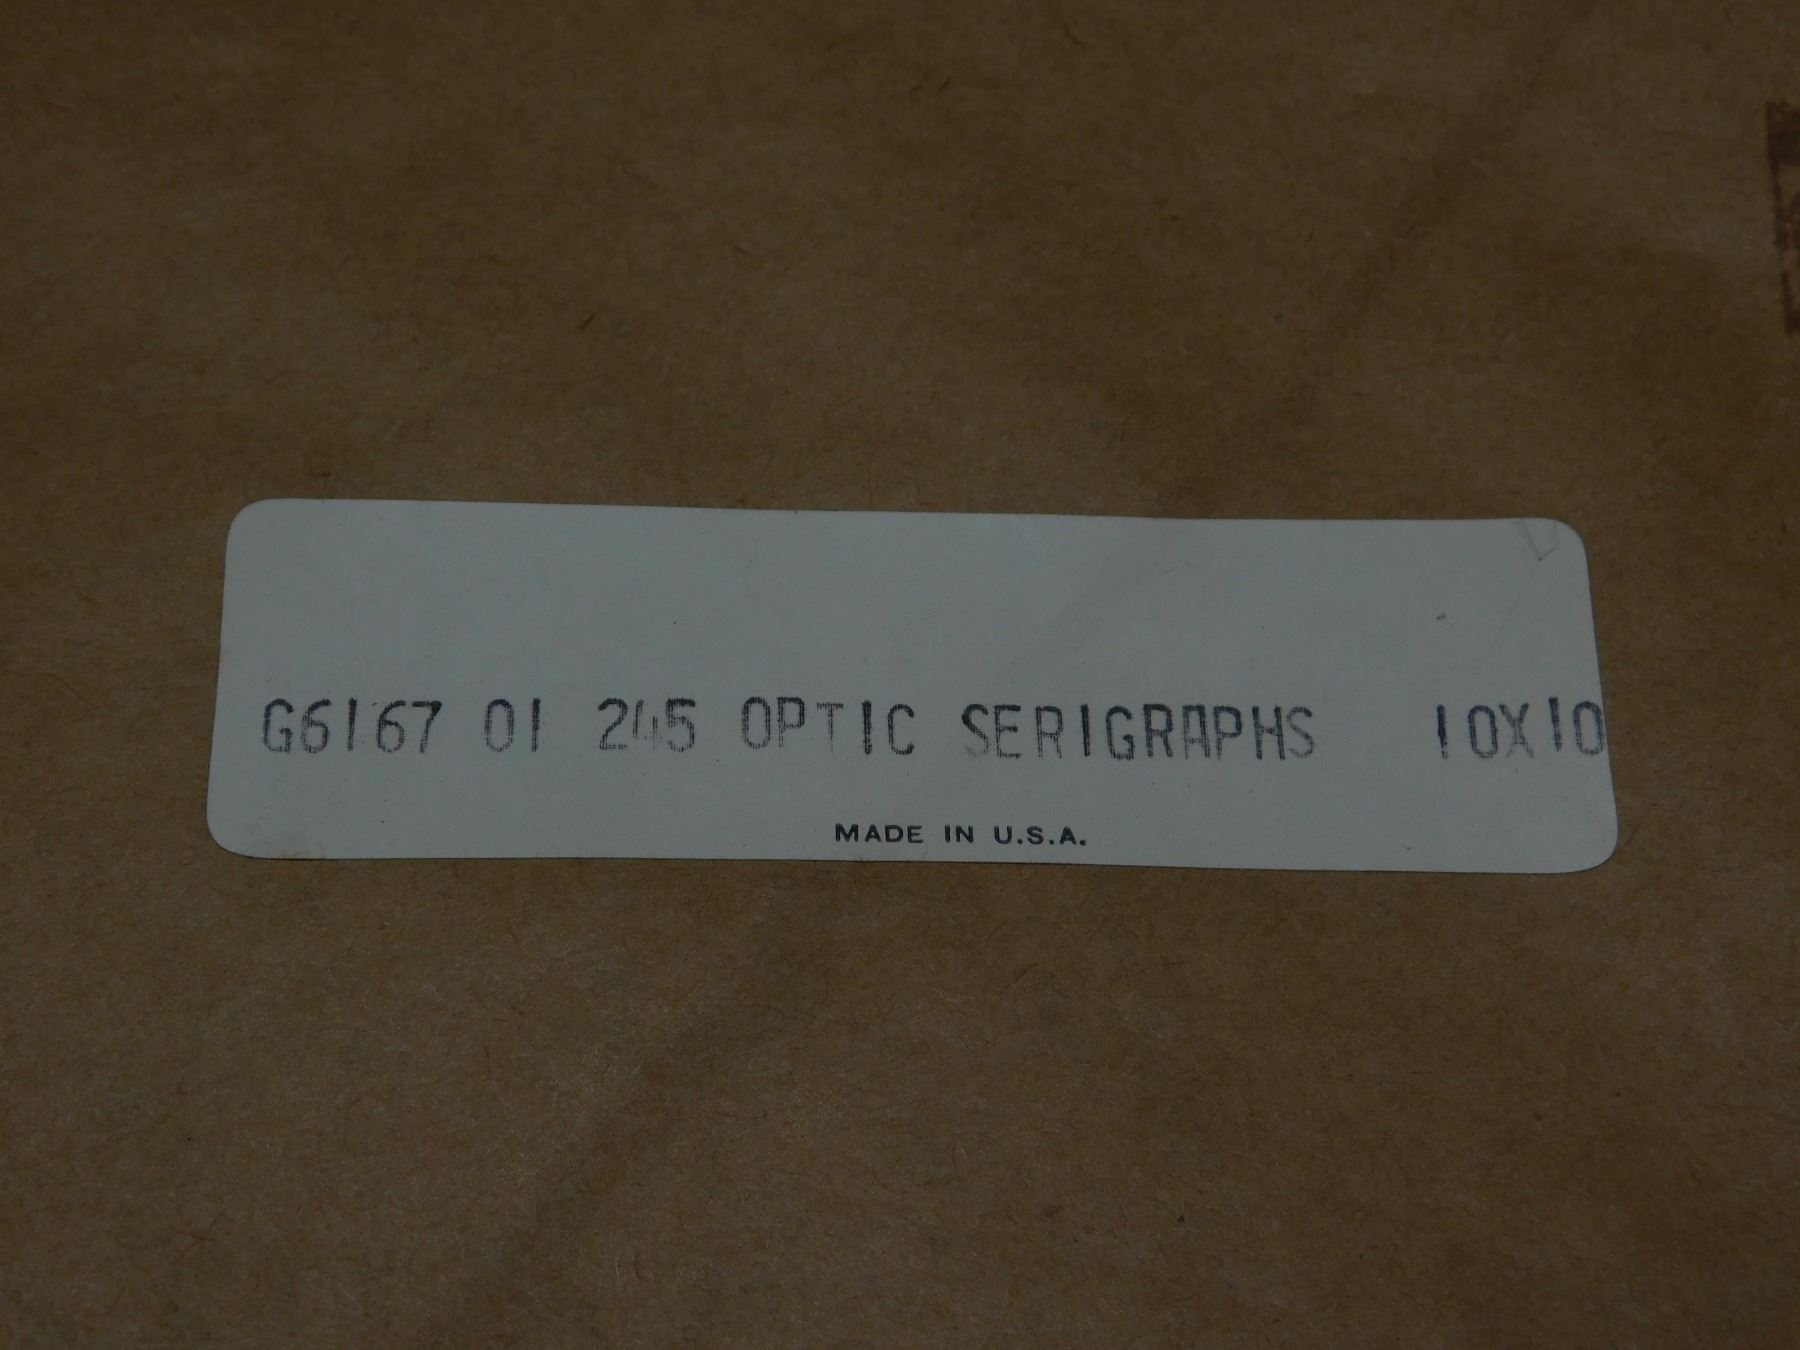 G6167 01 245 OPTIC SERIGRAPHS 10X10
MADE IN U.S.A.